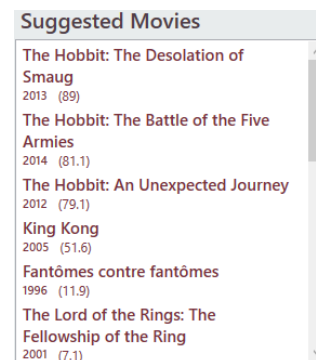 Suggested Movies
The Hobbit: The Desolation of
Smaug
2013 (89)
The Hobbit: The Battle of the Five
Armies
2014 (81.1)
The Hobbit: An Unexpected Journey
2012 (79.1)
King Kong
2005 (51.6)
Fantômes contre fantômes
1996 (11.9)
The Lord of the Rings: The
Fellowship of the Ring
2001 (7.1)